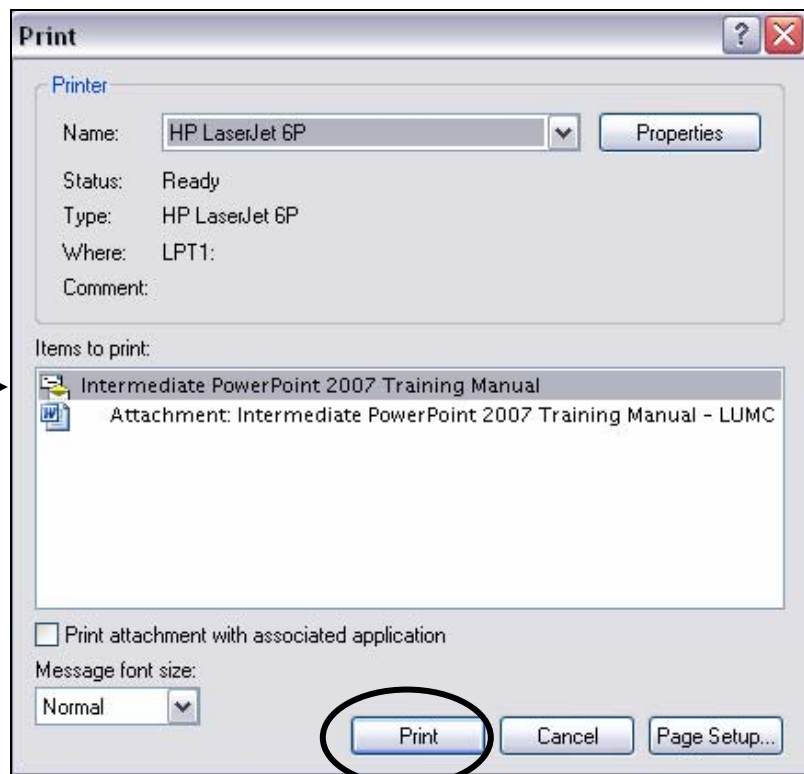 Print
Printer
Name: HP LaserJet 6P Properties
Status: Ready
Type: HP LaserJet 6P
Where: LPT1:
Comment:
Items to print:
Intermediate PowerPoint 2007 Training Manual
Attachment: Intermediate PowerPoint 2007 Training Manual - LUMC
Print attachment with associated application
Message font size:
Normal
Print Cancel Page Setup...